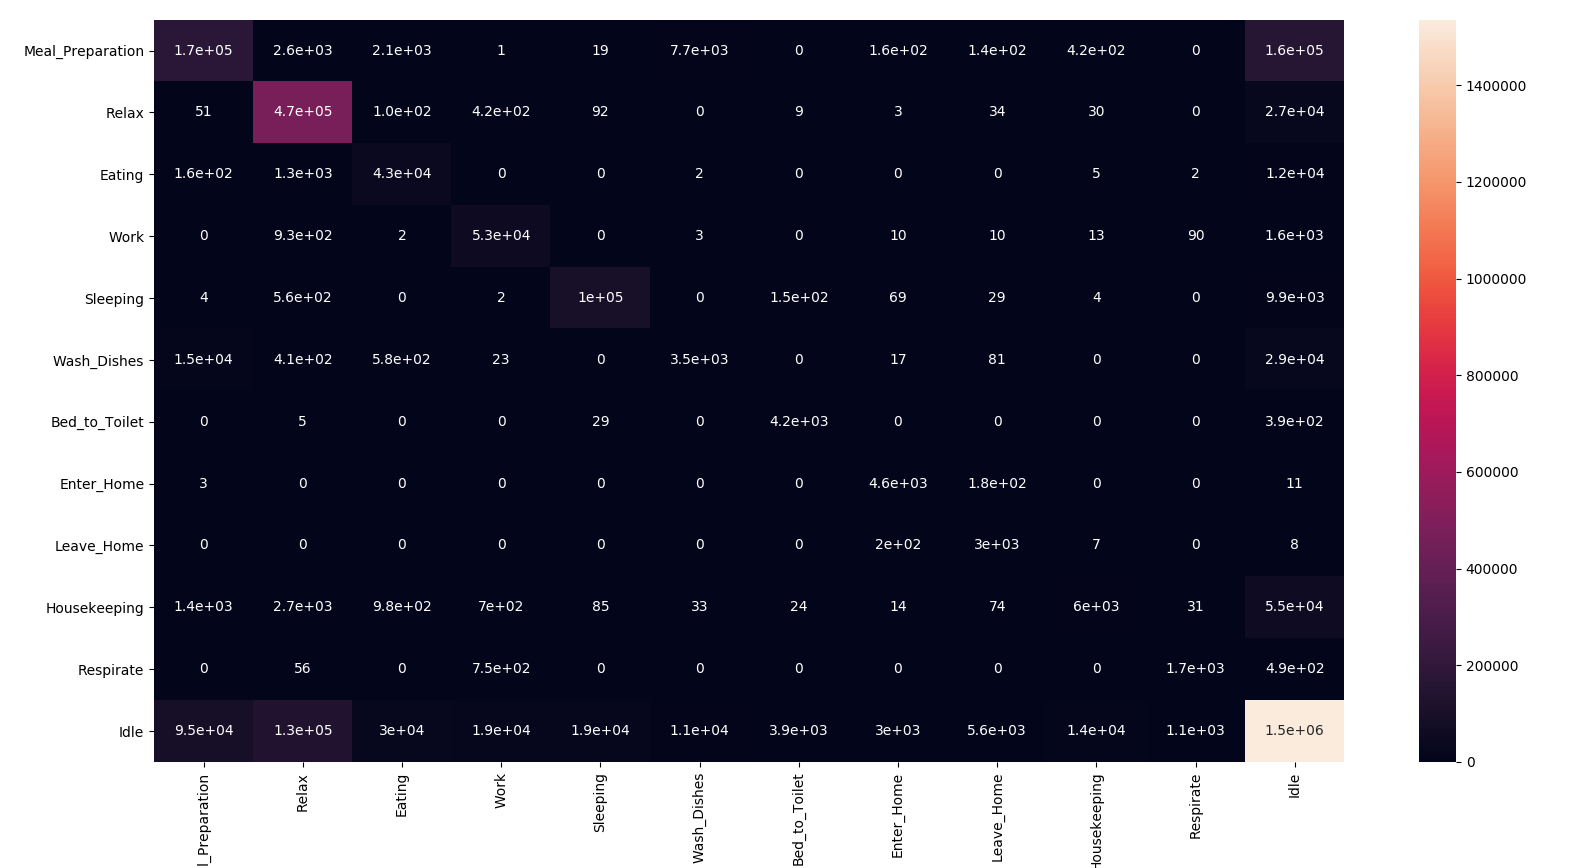 Meal_Preparation 1.7e+05 2.6e+03 2.1e+03 1 19 7.7e+03 0 1.6e+02 1.4e+02 4.2e+02 0 1.6e+05
Relax 51 4.7e+05 1.0e+02 4.2e+02 92 0 9 3 34 30 0 2.7e+04
Eating 1.6e+02 1.3e+03 4.3e+04 0 0 2 0 0 0 5 2 1.2e+04
Work 0 9.3e+02 2 5.3e+04 0 3 0 10 10 13 90 1.6e+03
Sleeping 4 5.6e+02 0 2 1e+05 0 1.5e+02 69 29 4 0 9.9e+03
Wash_Dishes 1.5e+04 4.1e+02 5.8e+02 23 0 3.5e+03 0 17 81 0 0 2.9e+04
Bed_to_Toilet 0 5 0 0 29 0 4.2e+03 0 0 0 0 3.9e+02
Enter_Home 3 0 0 0 0 0 0 4.6e+03 1.8e+02 0 0 11
Leave_Home 0 0 0 0 0 0 0 2e+02 3e+03 7 0 8
Housekeeping 1.4e+03 2.7e+03 9.8e+02 7e+02 85 33 24 14 74 6e+03 31 5.5e+04
Respirate 0 56 0 7.5e+02 0 0 0 0 0 0 1.7e+03 4.9e+02
Idle 9.5e+04 1.3e+05 3e+04 1.9e+04 1.9e+04 1.1e+04 3.9e+03 3e+03 5.6e+03 1.4e+04 1.1e+03 1.5e+06
l_Preparation
Relax
Eating
Work
Sleeping
Wash_Dishes
Bed_to_Toilet
Enter_Home
Leave_Home
Housekeeping
Respirate
Idle
1400000
1200000
1000000
800000
600000
400000
200000
0